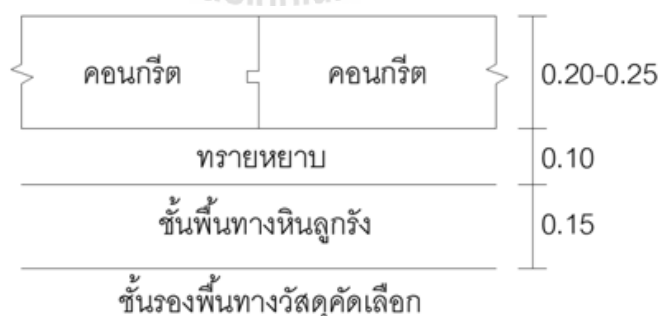 คอนกรีต คอนกรีต 0.20-0.25
ทรายหยาบ 0.10
ชั้นพื้นทางหินลูกรัง 0.15
ชั้นรองพื้นทางวัสดุคัดเลือก